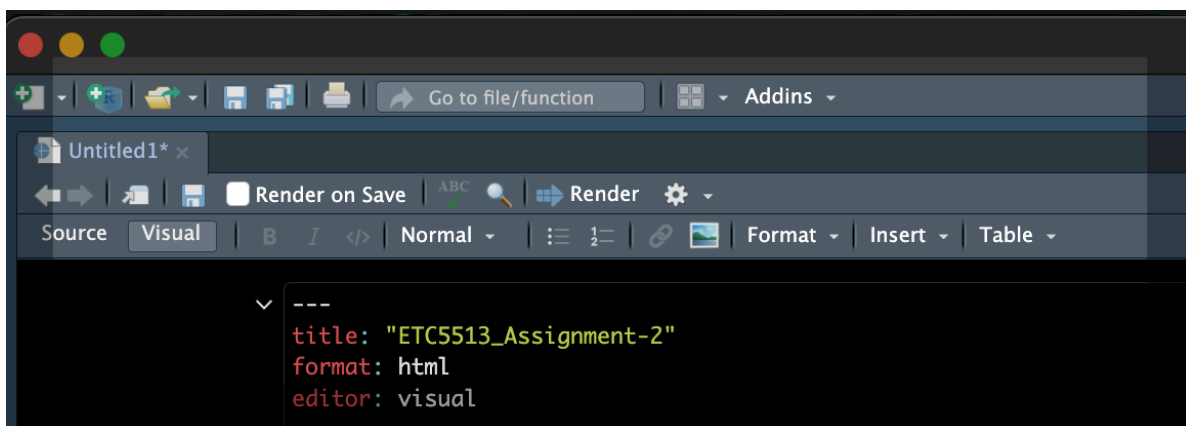 Go to file/function Addins
Untitled1*
Render on Save ABC Render
Source Visual B I </> Normal Format Insert Table
---
title: "ETC5513_Assignment-2"
format: html
editor: visual